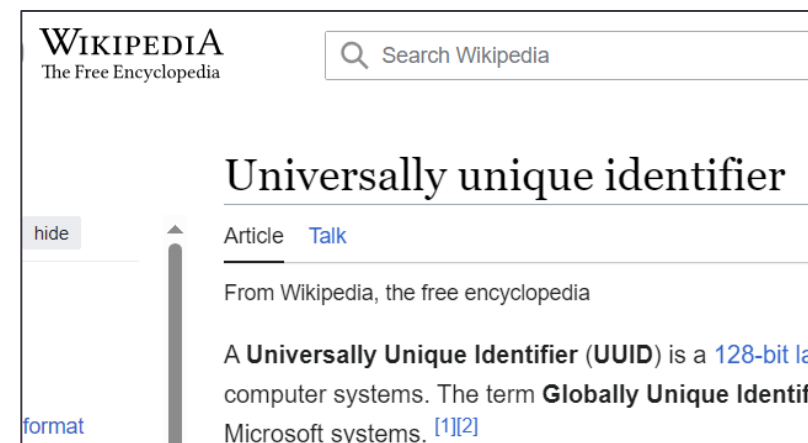 WIKIPEDIA
The Free Encyclopedia
Search Wikipedia
Universally unique identifier
hide
Article Talk
From Wikipedia, the free encyclopedia
A Universally Unique Identifier (UUID) is a 128-bit
computer systems. The term Globally Unique
format
Microsoft systems. [1][2]